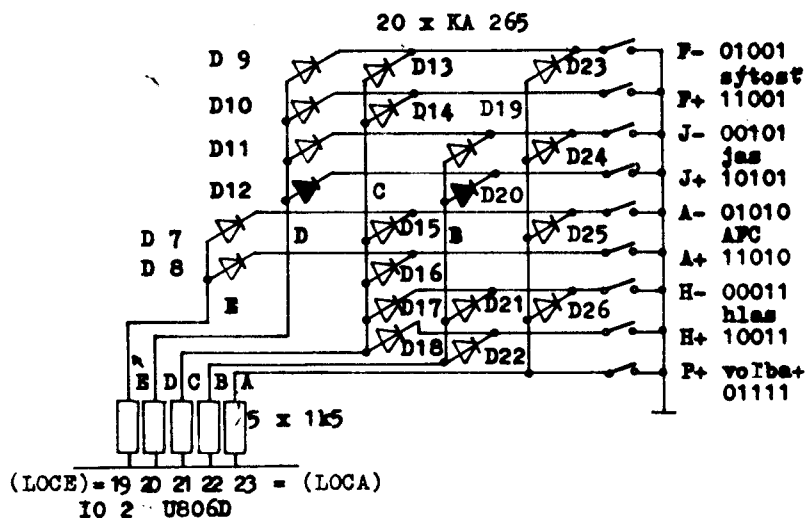 20 x KA 265
D 9
D13
D23
F- 01001
sýtosť
D10
D14
D19
F+ 11001
D11
D24
J- 00101
jas
D12
C
D20
J+ 10101
D 7
D
D15
B
D25
A- 01010
AFC
D 8
D16
A+ 11010
E
D17
D21
D26
H- 00011
hlas
D18
D22
H+ 10011
P+ voľba+
01111
E D C B A
5 x 1k5
(LOCE)= 19 20 21 22 23 = (LOCA)
IO 2 U806D